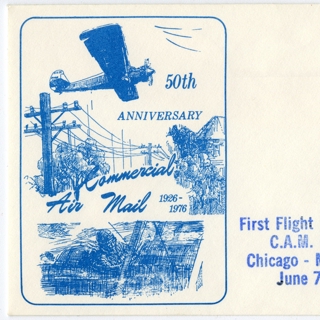 50th
ANNIVERSARY
Commercial
Air Mail 1926-
1976
First Flight
C.A.M.
Chicago -
June 7